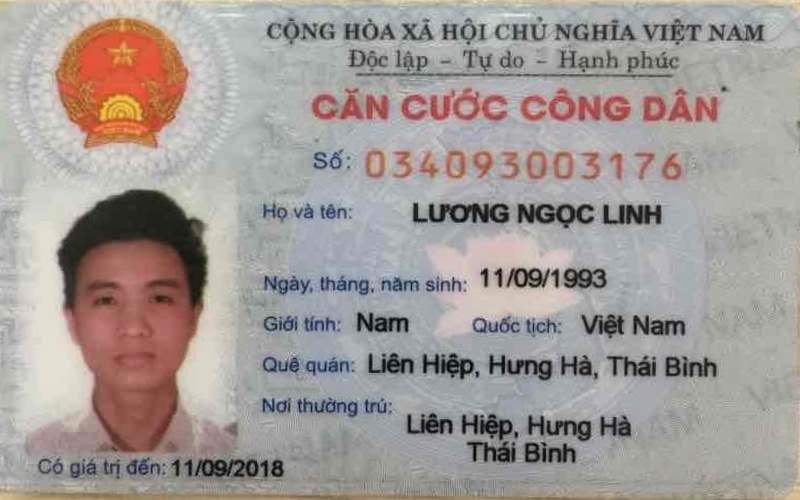 CỘNG HÒA XÃ HỘI CHỦ NGHĨA VIỆT NAM
Độc lập – Tự do – Hạnh phúc
CĂN CƯỚC CÔNG DÂN
Số: 034093003176
Họ và tên: LƯƠNG NGỌC LINH
Ngày, tháng, năm sinh: 11/09/1993
Giới tính: Nam Quốc tịch: Việt Nam
Quê quán: Liên Hiệp, Hưng Hà, Thái Bình
Nơi thường trú: Liên Hiệp, Hưng Hà
Thái Bình
Có giá trị đến: 11/09/2018